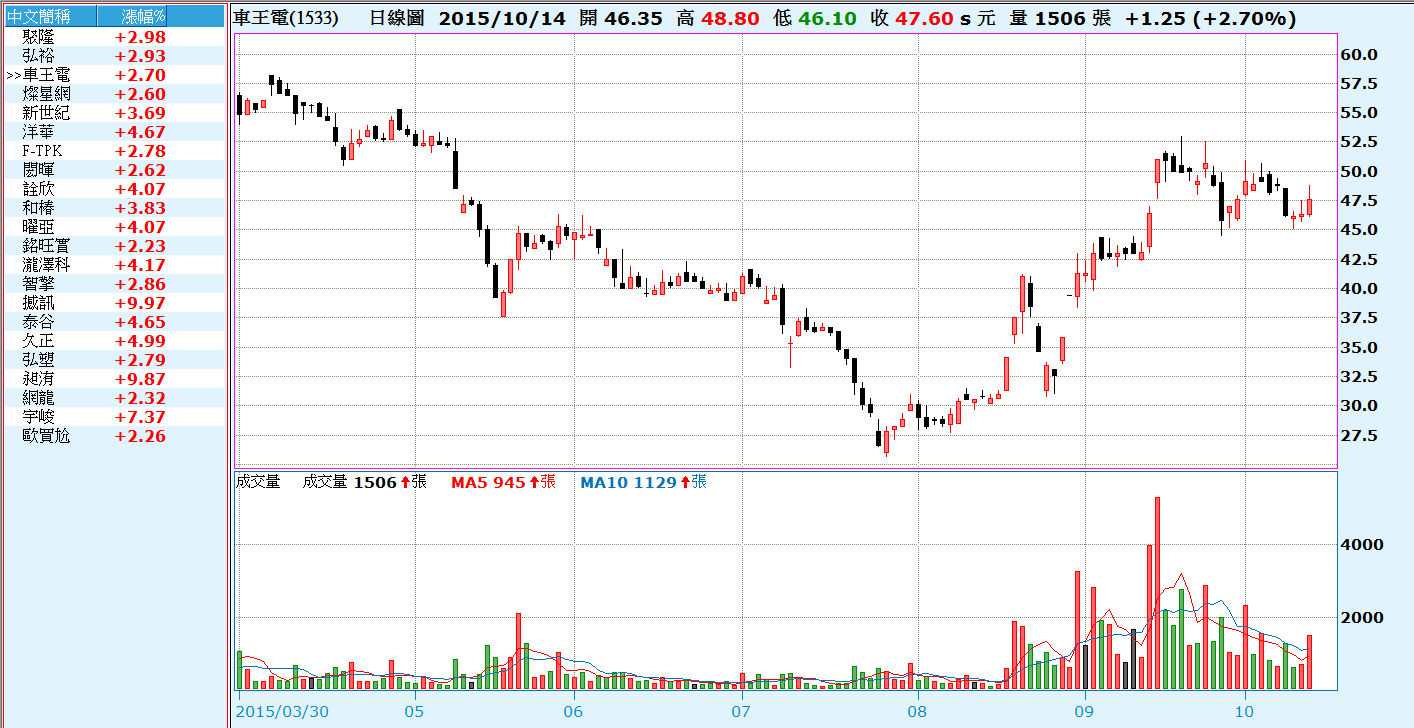 中文簡稱 漲幅%
聚隆 +2.98
弘裕 +2.93
>>車王電 +2.70
燦星網 +2.60
新世紀 +3.69
洋華 +4.67
F-TPK +2.78
閎暉 +2.62
詮欣 +4.07
和椿 +3.83
曜亞 +4.07
鉻旺實 +2.23
瀧澤科 +4.17
智擎 +2.86
撼訊 +9.97
泰谷 +4.65
久正 +4.99
弘塑 +2.79
昶洧 +9.87
網龍 +2.32
宇峻 +7.37
歐買尬 +2.26
車王電(1533) 日線圖 2015/10/14 開 46.35 高 48.80 低 46.10 收 47.60 s 元 量 1506 張 +1.25 (+2.70%)
60.0
57.5
55.0
52.5
50.0
47.5
45.0
42.5
40.0
37.5
35.0
32.5
30.0
27.5
成交量 成交量 1506 張 MA5 945 張 MA10 1129 張
4000
2000
2015/03/30 05 06 07 08 09 10